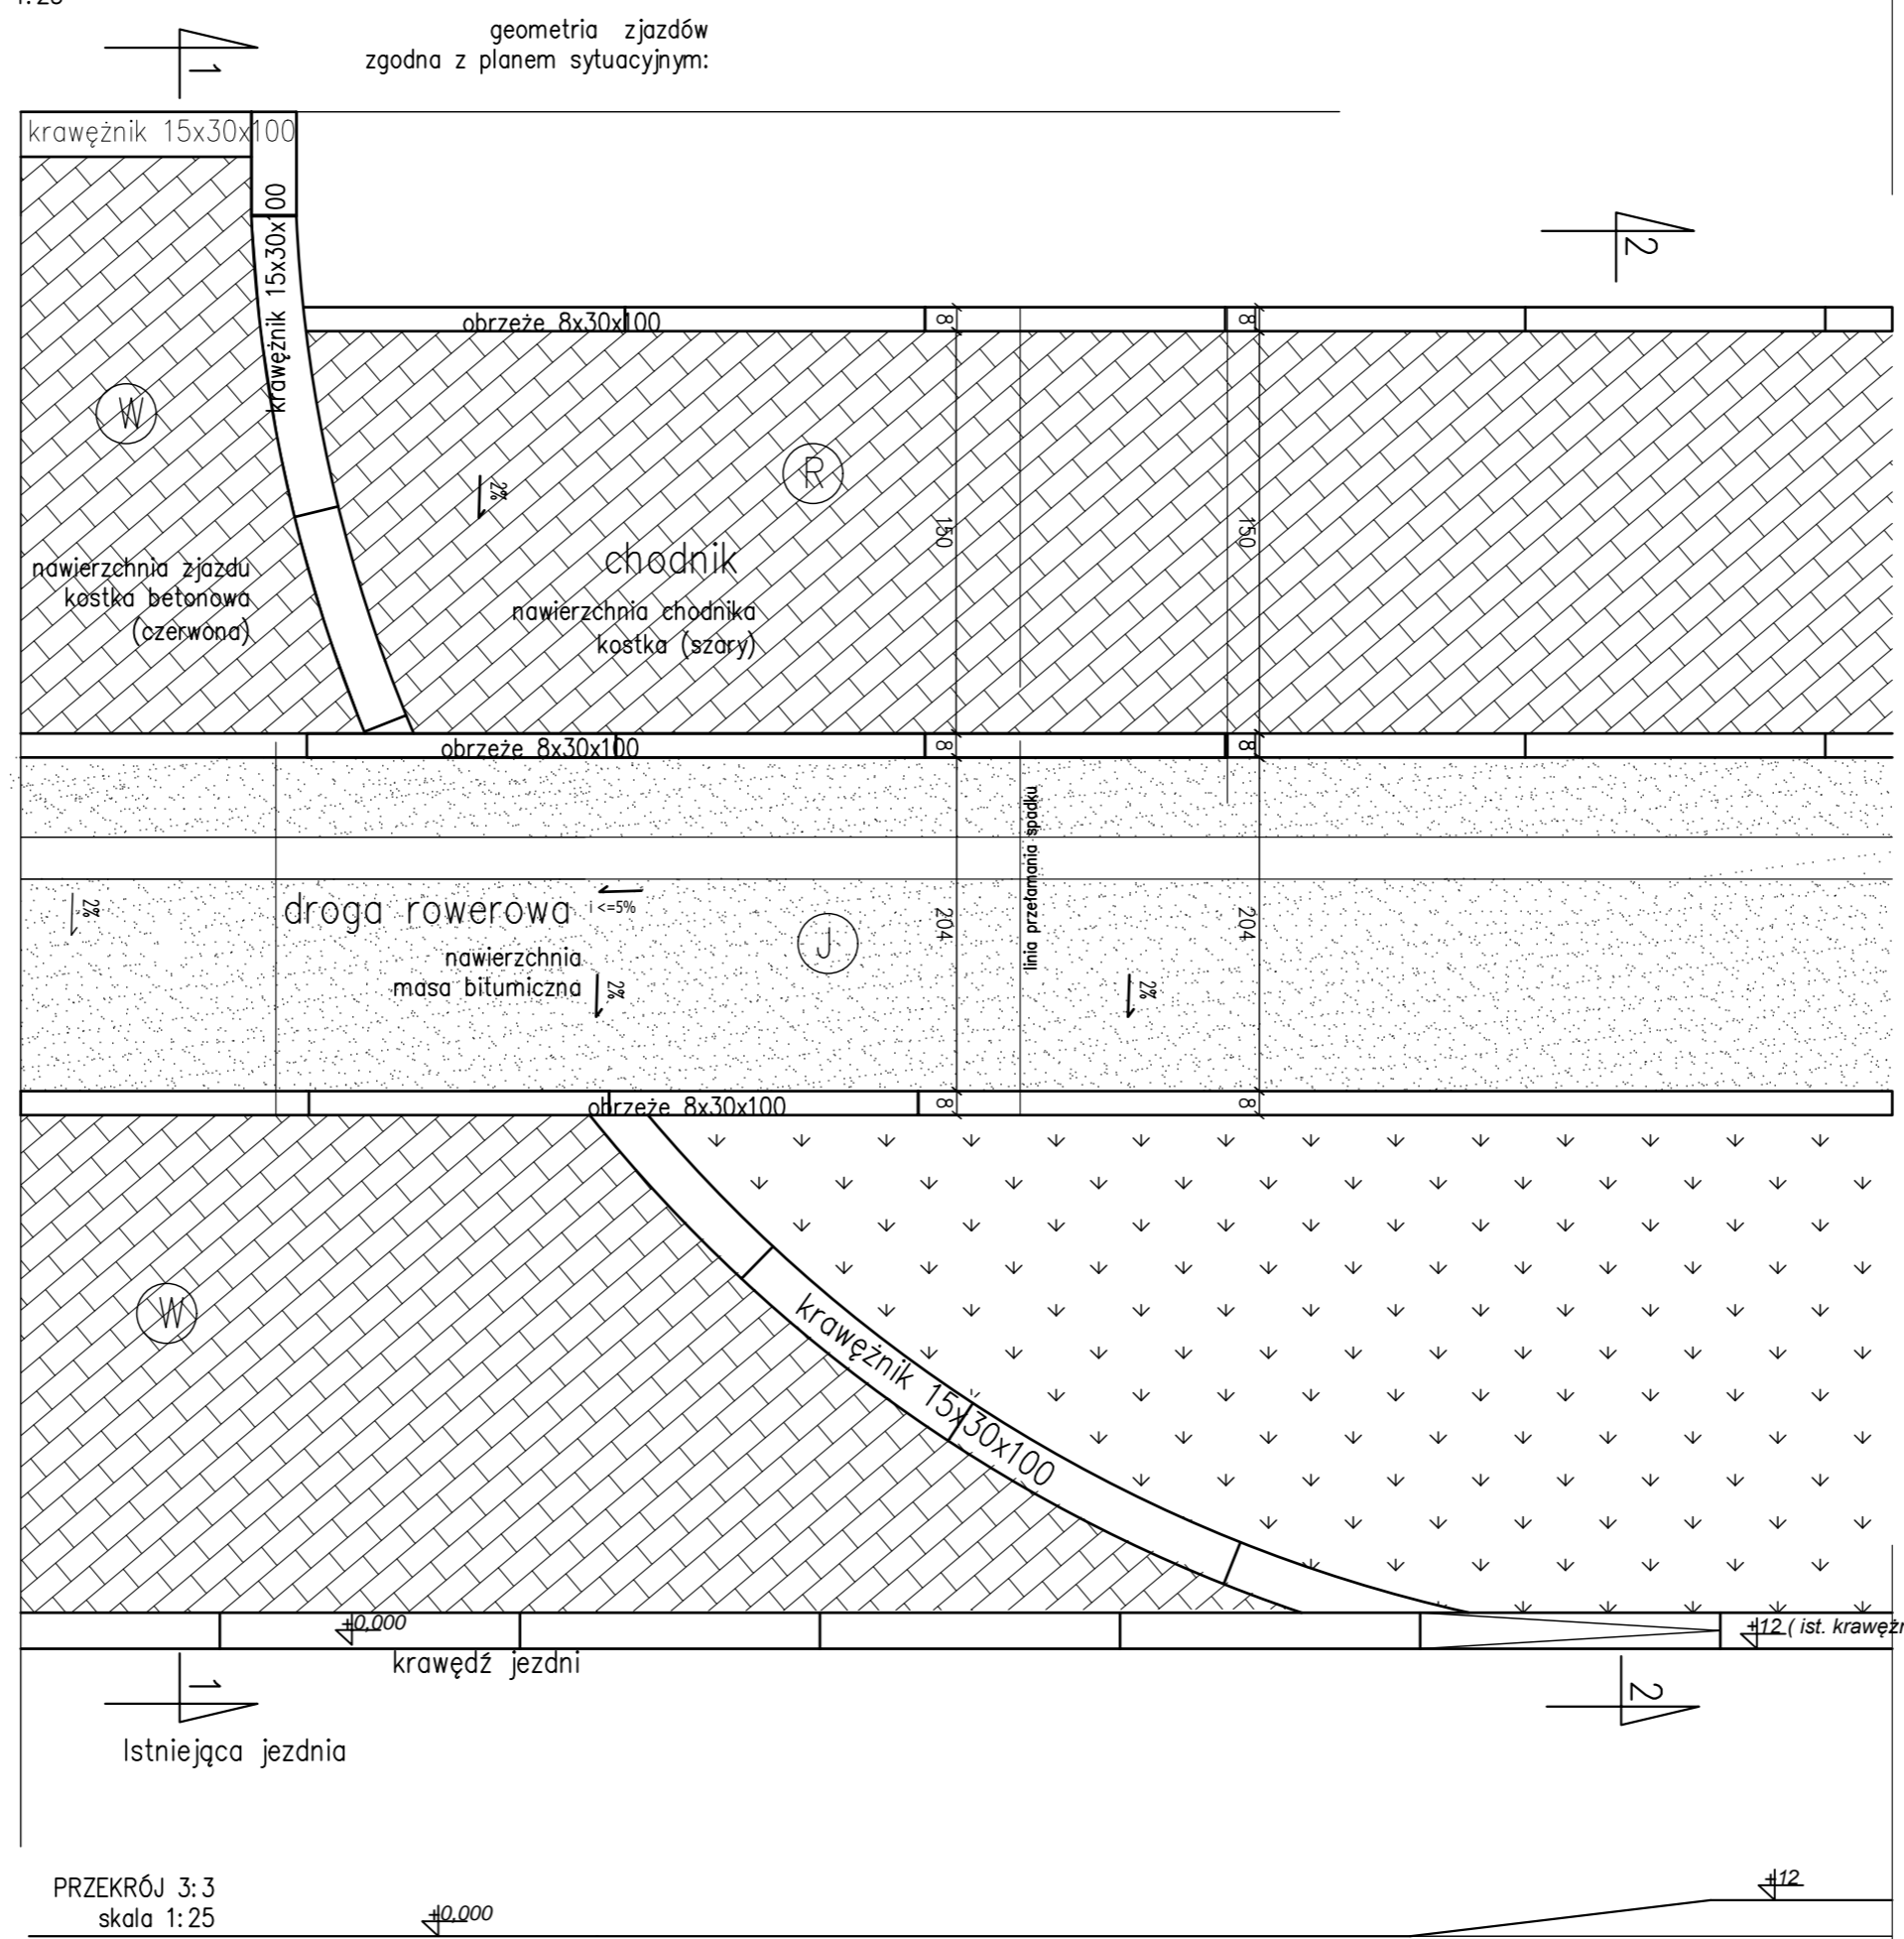 1:25
geometria zjazdów
zgodna z planem sytuacyjnym:
1
krawężnik 15x30x100
krawężnik 15x30x100
2
obrzeże 8x30x100
8
8
W
R
2%
150
150
chodnik
nawierzchnia zjazdu
kostka betonowa
(czerwona)
nawierzchnia chodnika
kostka (szary)
obrzeże 8x30x100
8
8
linia przełamania spadku
2%
droga rowerowa
i <=5%
J
204
204
nawierzchnia
masa bitumiczna
2%
2%
obrzeże 8x30x100
8
8
W
krawężnik 15x30x100
+0,000
+12 ( ist. krawęż
krawędź jezdni
1
2
Istniejąca jezdnia
PRZEKRÓJ 3:3
skala 1:25
+0,000
+12